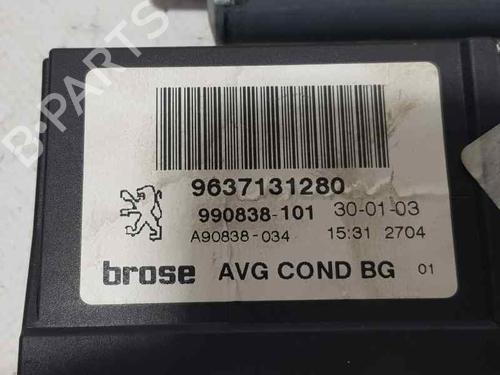 B-PARTS
9637131280
990838-101 30-01-03
A90838-034 15:31 2704
brose AVG COND BG 01